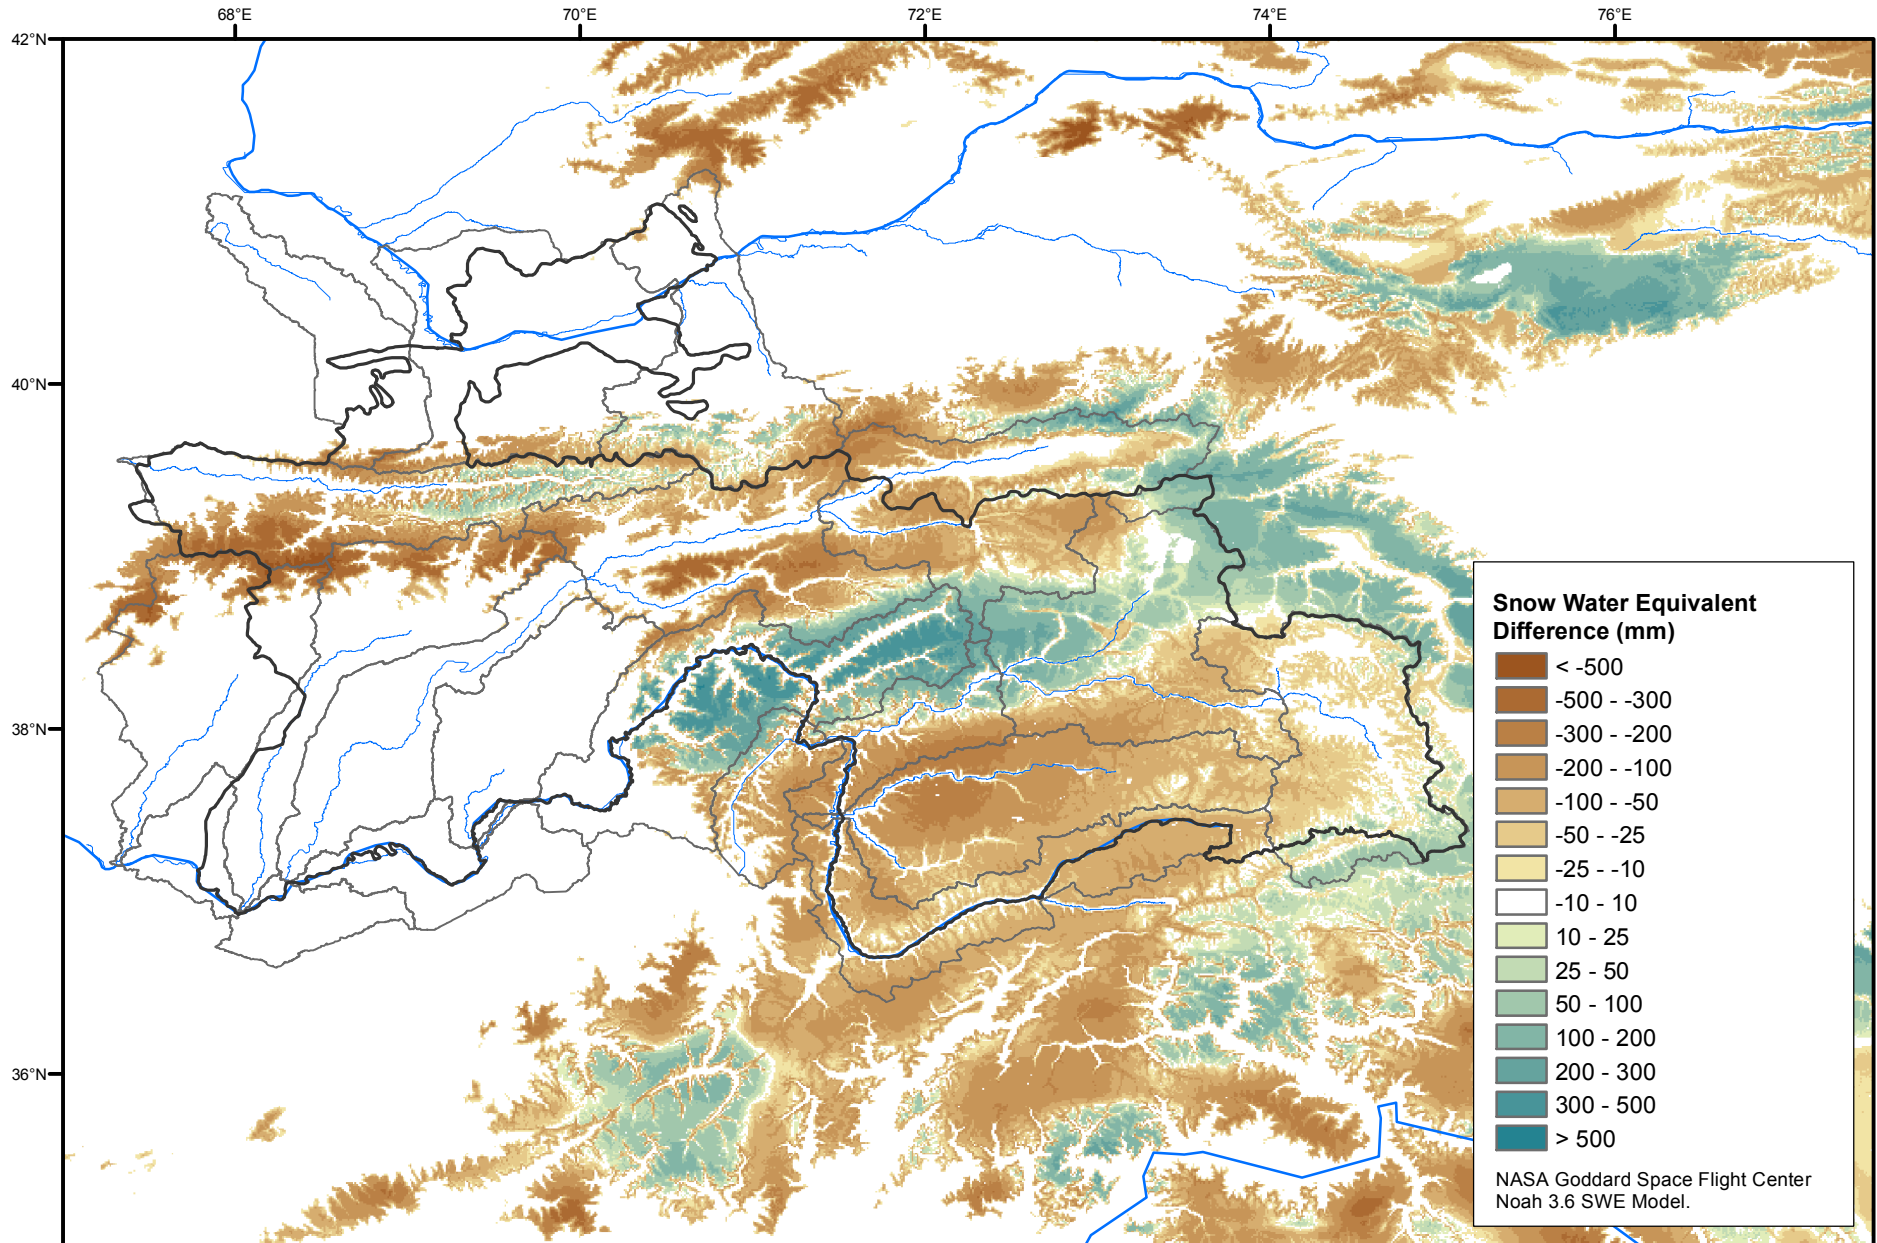 68°E
70°E
72°E
74°E
76°E
42°N
40°N
38°N
36°N
Snow Water Equivalent
Difference (mm)
< -500
-500 - -300
-300 - -200
-200 - -100
-100 - -50
-50 - -25
-25 - -10
-10 - 10
10 - 25
25 - 50
50 - 100
100 - 200
200 - 300
300 - 500
> 500
NASA Goddard Space Flight Center
Noah 3.6 SWE Model.